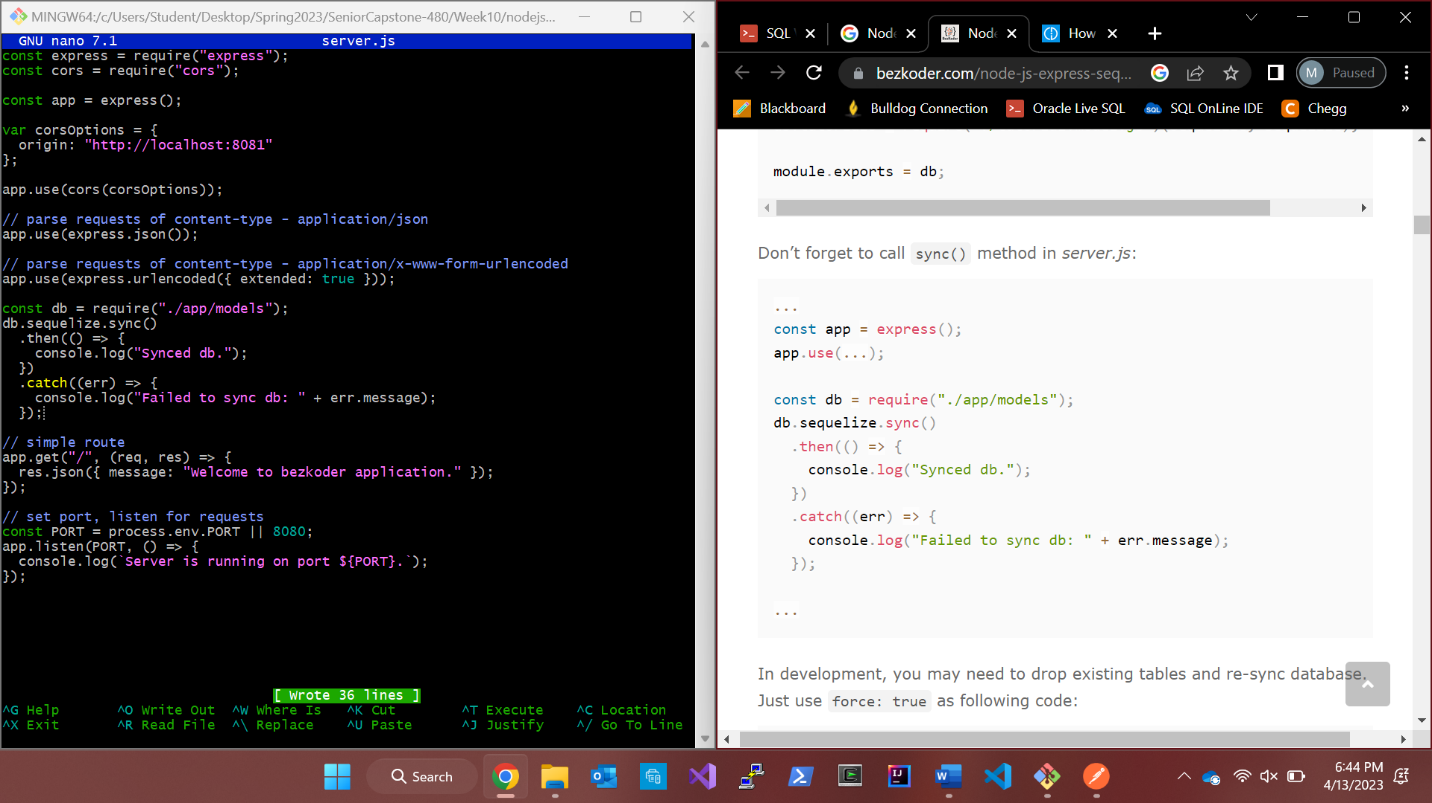 MINGW64:/c/Users/Student/Desktop/Spring2023/SeniorCapstone-480/Week10/nodejs...
GNU nano 7.1 server.js
const express = require("express");
const cors = require("cors");
const app = express();
var corsOptions = {
  origin: "http://localhost:8081"
};
app.use(cors(corsOptions));
// parse requests of content-type - application/json
app.use(express.json());
// parse requests of content-type - application/x-www-form-urlencoded
app.use(express.urlencoded({ extended: true }));
const db = require("./app/models");
db.sequelize.sync()
  .then(() => {
    console.log("Synced db.");
  })
  .catch((err) => {
    console.log("Failed to sync db: " + err.message);
  });
// simple route
app.get("/", (req, res) => {
  res.json({ message: "Welcome to bezkoder application." });
});
// set port, listen for requests
const PORT = process.env.PORT || 8080;
app.listen(PORT, () => {
  console.log(`Server is running on port ${PORT}.`);
});
[ Wrote 36 lines ]
^G Help ^O Write Out ^W Where Is ^K Cut ^T Execute ^C Location
^X Exit ^R Read File ^\ Replace ^U Paste ^J Justify ^/ Go To Line
SQL Node Node How
bezkoder.com/node-js-express-seq... M Paused
Blackboard Bulldog Connection Oracle Live SQL SQL OnLine IDE Chegg »
module.exports = db;
Don’t forget to call sync() method in server.js:
...
const app = express();
app.use(...);
const db = require("./app/models");
db.sequelize.sync()
  .then(() => {
    console.log("Synced db.");
  })
  .catch((err) => {
    console.log("Failed to sync db: " + err.message);
  });
...
In development, you may need to drop existing tables and re-sync database.
Just use force: true as following code:
Search
6:44 PM
4/13/2023